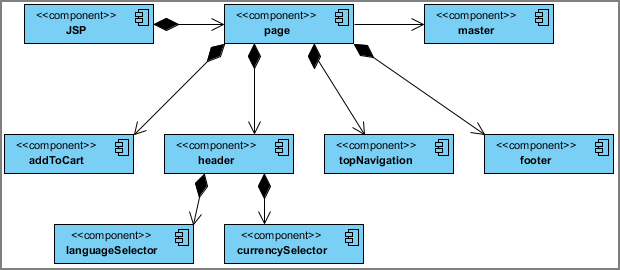 <<component>>
JSP
<<component>>
page
<<component>>
master
<<component>>
addToCart
<<component>>
header
<<component>>
topNavigation
<<component>>
footer
<<component>>
languageSelector
<<component>>
currencySelector